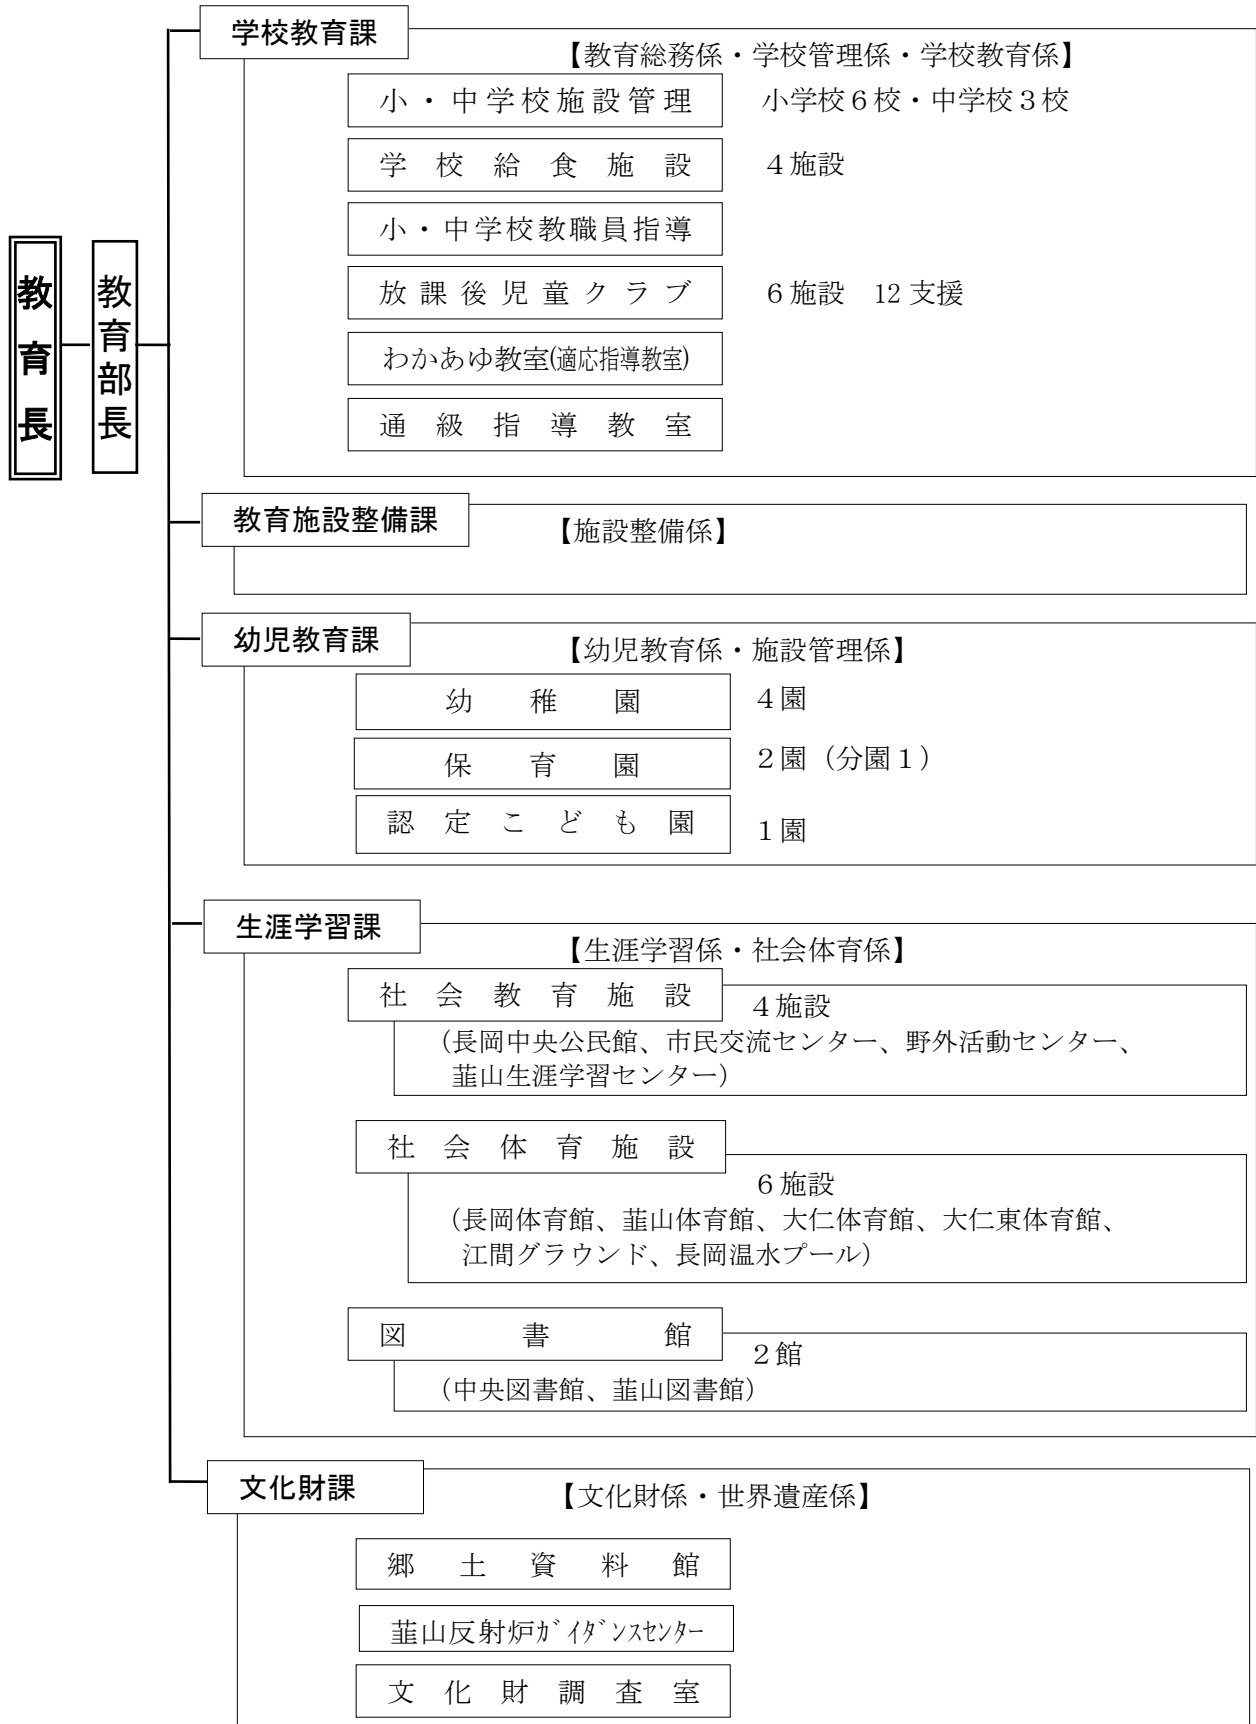 教育長
教育部長
学校教育課
【教育総務係・学校管理係・学校教育係】
小・中学校施設管理　小学校６校・中学校３校
学校給食施設　４施設
小・中学校教職員指導
放課後児童クラブ　６施設　12支援
わかあゆ教室(適応指導教室)
通級指導教室
教育施設整備課
【施設整備係】
幼児教育課
【幼児教育係・施設管理係】
幼稚園　４園
保育園　２園（分園１）
認定こども園　１園
生涯学習課
【生涯学習係・社会体育係】
社会教育施設　４施設
（長岡中央公民館、市民交流センター、野外活動センター、
韮山生涯学習センター）
社会体育施設
６施設
（長岡体育館、韮山体育館、大仁体育館、大仁東体育館、
江間グラウンド、長岡温水プール）
図書館　２館
（中央図書館、韮山図書館）
文化財課
【文化財係・世界遺産係】
郷土資料館
韮山反射炉ｶﾞｲﾀﾞﾝｽｾﾝﾀｰ
文化財調査室